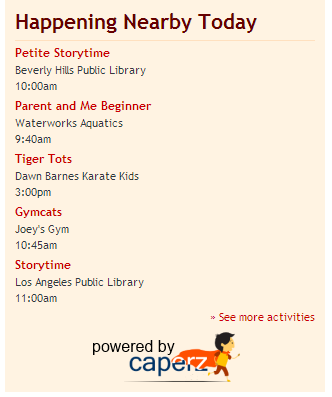 Happening Nearby Today
Petite Storytime
Beverly Hills Public Library
10:00am
Parent and Me Beginner
Waterworks Aquatics
9:40am
Tiger Tots
Dawn Barnes Karate Kids
3:00pm
Gymcats
Joey's Gym
10:45am
Storytime
Los Angeles Public Library
11:00am
» See more activities
powered by
caperz